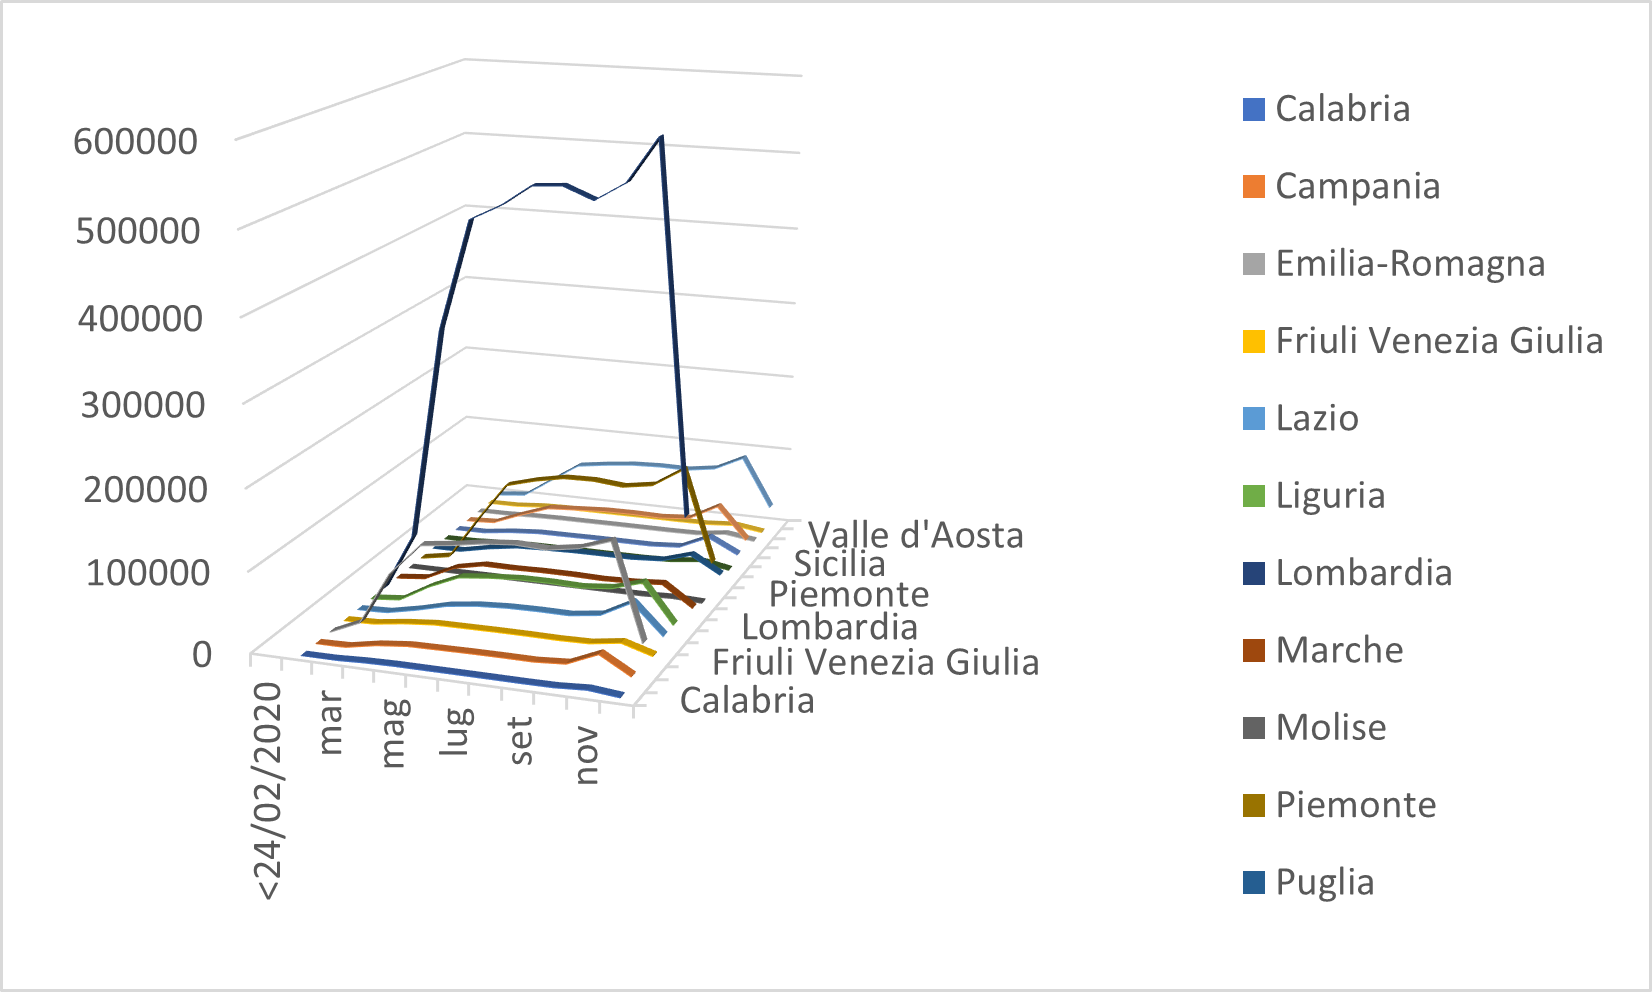 600000
500000
400000
300000
200000
100000
0
<24/02/2020
mar
mag
lug
set
nov
Valle d'Aosta
Sicilia
Piemonte
Lombardia
Friuli Venezia Giulia
Calabria
Calabria
Campania
Emilia-Romagna
Friuli Venezia Giulia
Lazio
Liguria
Lombardia
Marche
Molise
Piemonte
Puglia